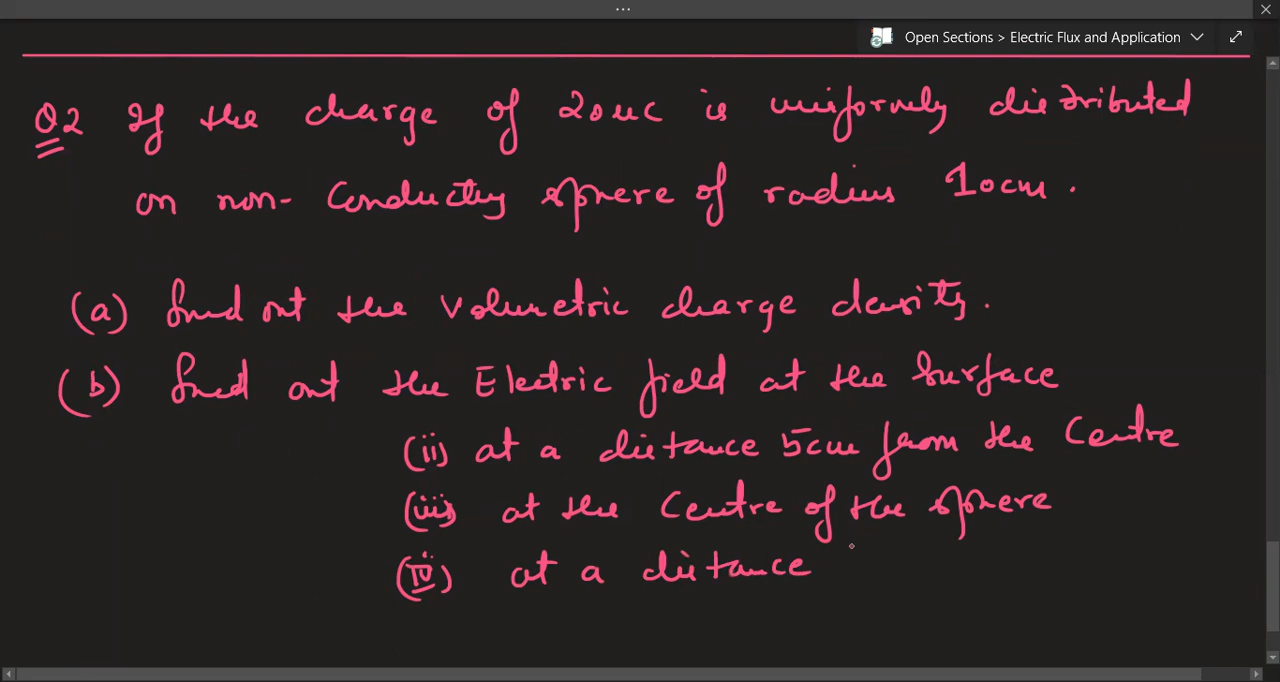 Open Sections > Electric Flux and Application
Q2 If the charge of 20uc is uniformly distributed
on non-Conducting sphere of radius 10cm.
(a) find out the Volumetric charge density.
(b) find out the Electric field at the Surface
(ii) at a distance 5cm from the Centre
(iii) at the Centre of the sphere
(iv) at a distance